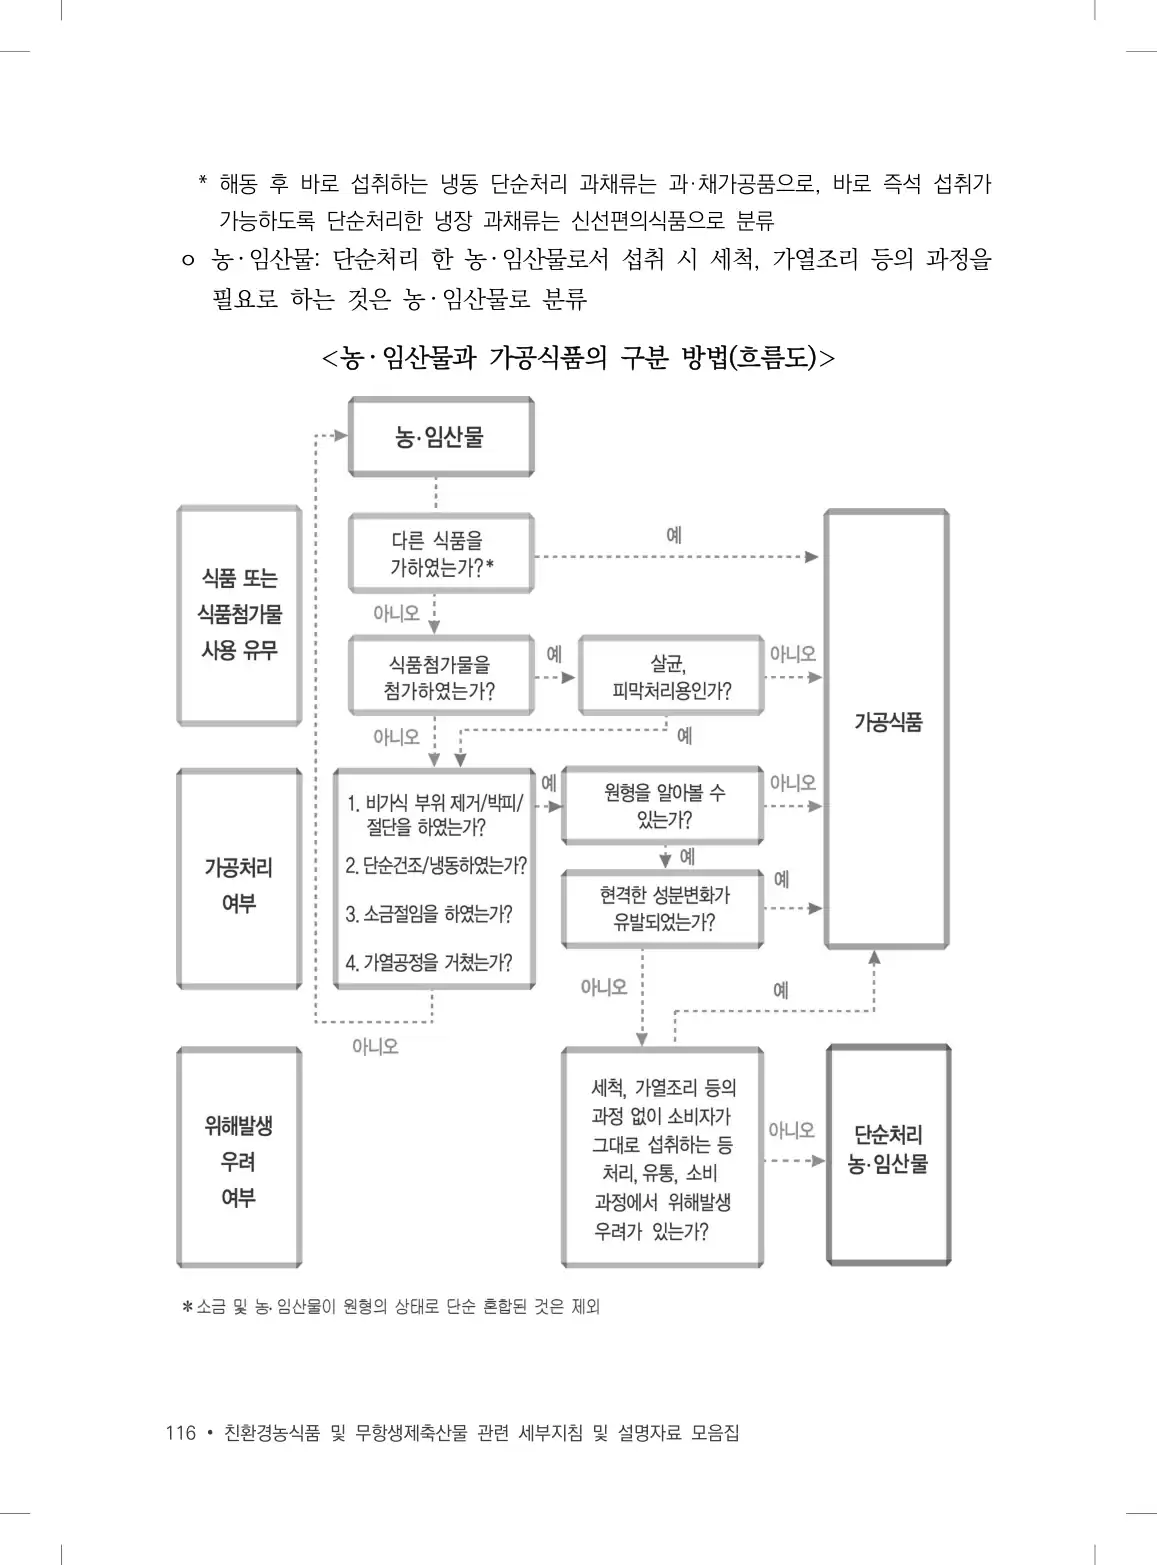 * 해동 후 바로 섭취하는 냉동 단순처리 과채류는 과·채가공품으로, 바로 즉석 섭취가
가능하도록 단순처리한 냉장 과채류는 신선편의식품으로 분류
ㅇ 농·임산물: 단순처리 한 농·임산물로서 섭취 시 세척, 가열조리 등의 과정을
필요로 하는 것은 농·임산물로 분류
<농·임산물과 가공식품의 구분 방법(흐름도)>
농·임산물
식품 또는
식품첨가물
사용 유무
다른 식품을
가하였는가?*
예
아니오
식품첨가물을
첨가하였는가?
예
살균,
피막처리용인가?
아니오
가공식품
아니오
예
가공처리
여부
1. 비가식 부위 제거/박피/
절단을 하였는가?
2. 단순건조/냉동하였는가?
3. 소금절임을 하였는가?
4. 가열공정을 거쳤는가?
예
원형을 알아볼 수
있는가?
아니오
예
현격한 성분변화가
유발되었는가?
예
아니오
예
아니오
위해발생
우려
여부
세척, 가열조리 등의
과정 없이 소비자가
그대로 섭취하는 등
처리, 유통, 소비
과정에서 위해발생
우려가 있는가?
아니오
단순처리
농·임산물
*소금 및 농·임산물이 원형의 상태로 단순 혼합된 것은 제외
116 • 친환경농식품 및 무항생제축산물 관련 세부지침 및 설명자료 모음집